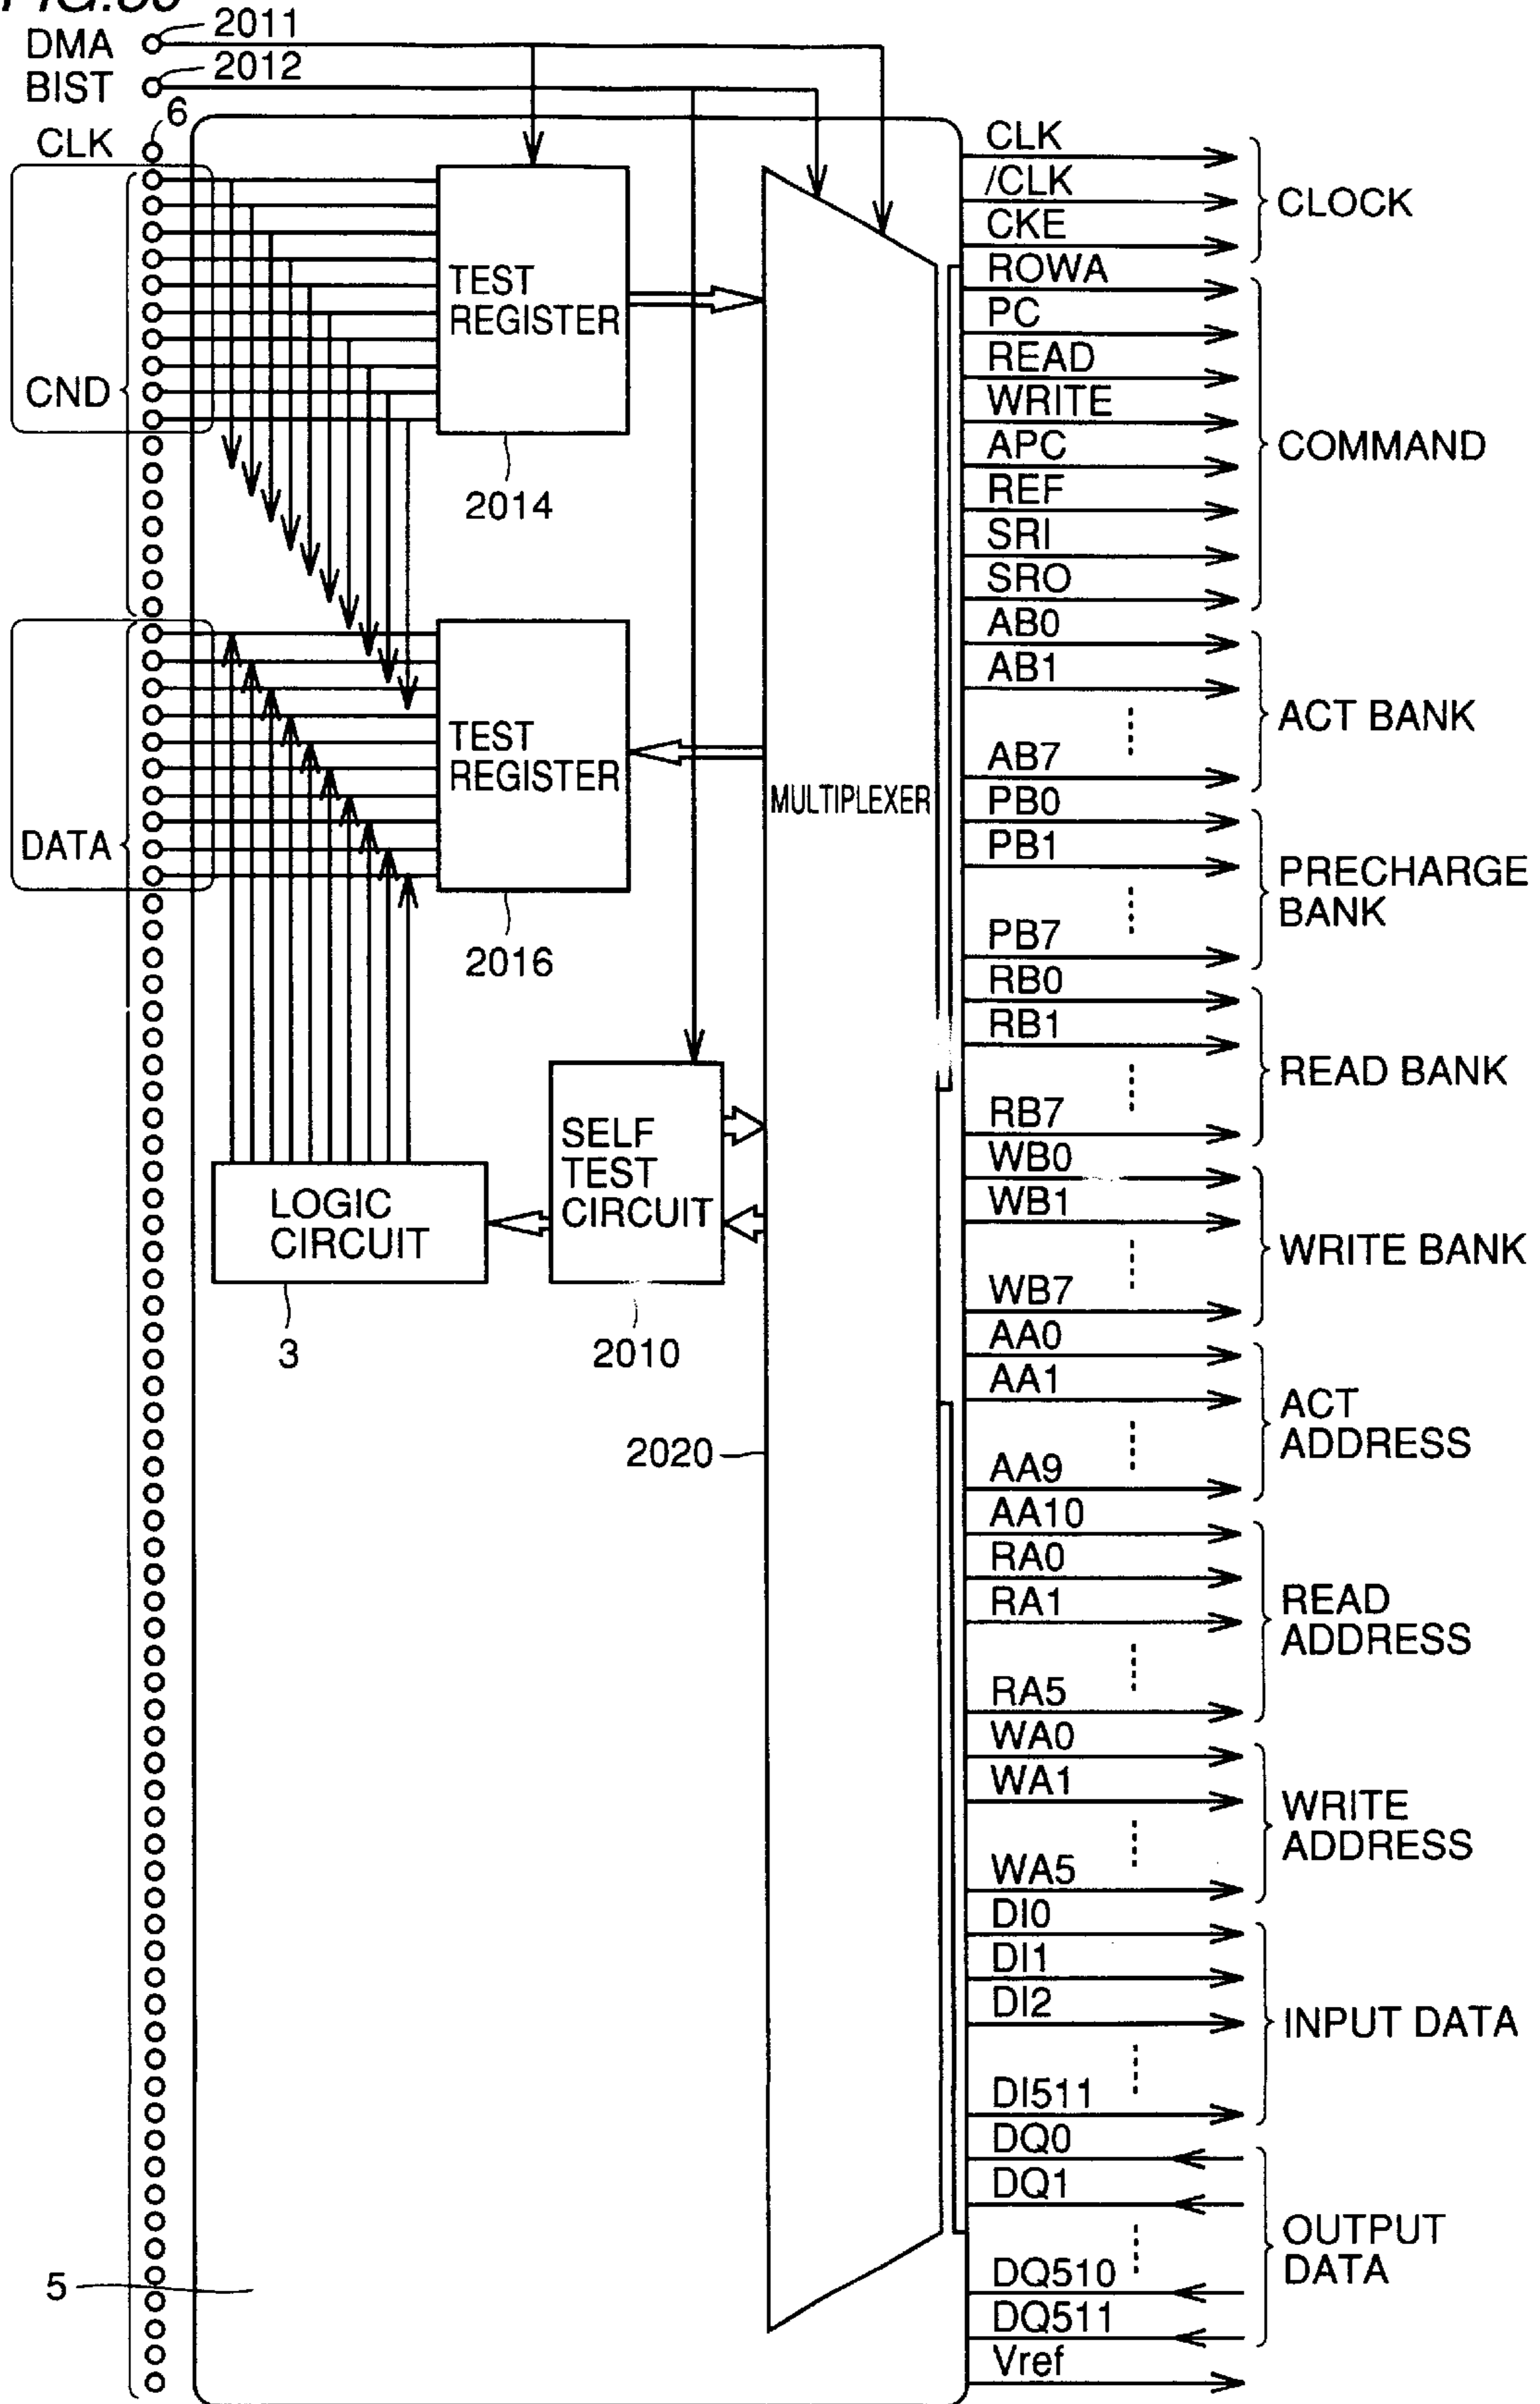 DMA
2011
BIST
2012
CLK
6
CND
DATA
TEST
REGISTER
2014
TEST
REGISTER
2016
MULTIPLEXER
SELF
TEST
CIRCUIT
2010
LOGIC
CIRCUIT
3
2020
5
CLK
/CLK
CKE
CLOCK
ROWA
PC
READ
WRITE
APC
REF
SRI
SRO
COMMAND
AB0
AB1
AB7
ACT BANK
PB0
PB1
PB7
PRECHARGE
BANK
RB0
RB1
RB7
READ BANK
WB0
WB1
WB7
WRITE BANK
AA0
AA1
AA9
ACT
ADDRESS
AA10
RA0
RA1
RA5
READ
ADDRESS
WA0
WA1
WA5
WRITE
ADDRESS
DI0
DI1
DI2
DI511
INPUT DATA
DQ0
DQ1
DQ510
DQ511
OUTPUT
DATA
Vref